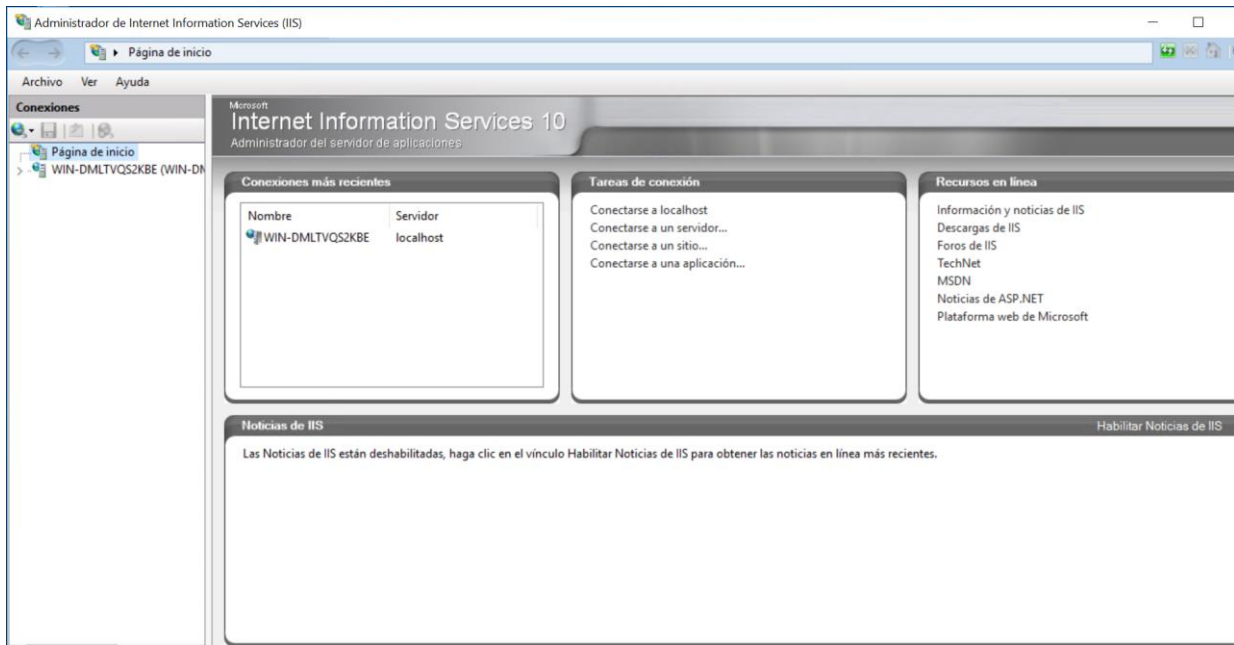 Administrador de Internet Information Services (IIS)
Página de inicio
Archivo Ver Ayuda
Conexiones
Página de inicio
WIN-DMLTVQS2KBE (WIN-DM
Microsoft
Internet Information Services 10
Administrador del servidor de aplicaciones
Conexiones más recientes
Nombre Servidor
WIN-DMLTVQS2KBE localhost
Tareas de conexión
Conectarse a localhost
Conectarse a un servidor...
Conectarse a un sitio...
Conectarse a una aplicación...
Recursos en línea
Información y noticias de IIS
Descargas de IIS
Foros de IIS
TechNet
MSDN
Noticias de ASP.NET
Plataforma web de Microsoft
Noticias de IIS Habilitar Noticias de IIS
Las Noticias de IIS están deshabilitadas, haga clic en el vínculo Habilitar Noticias de IIS para obtener las noticias en línea más recientes.